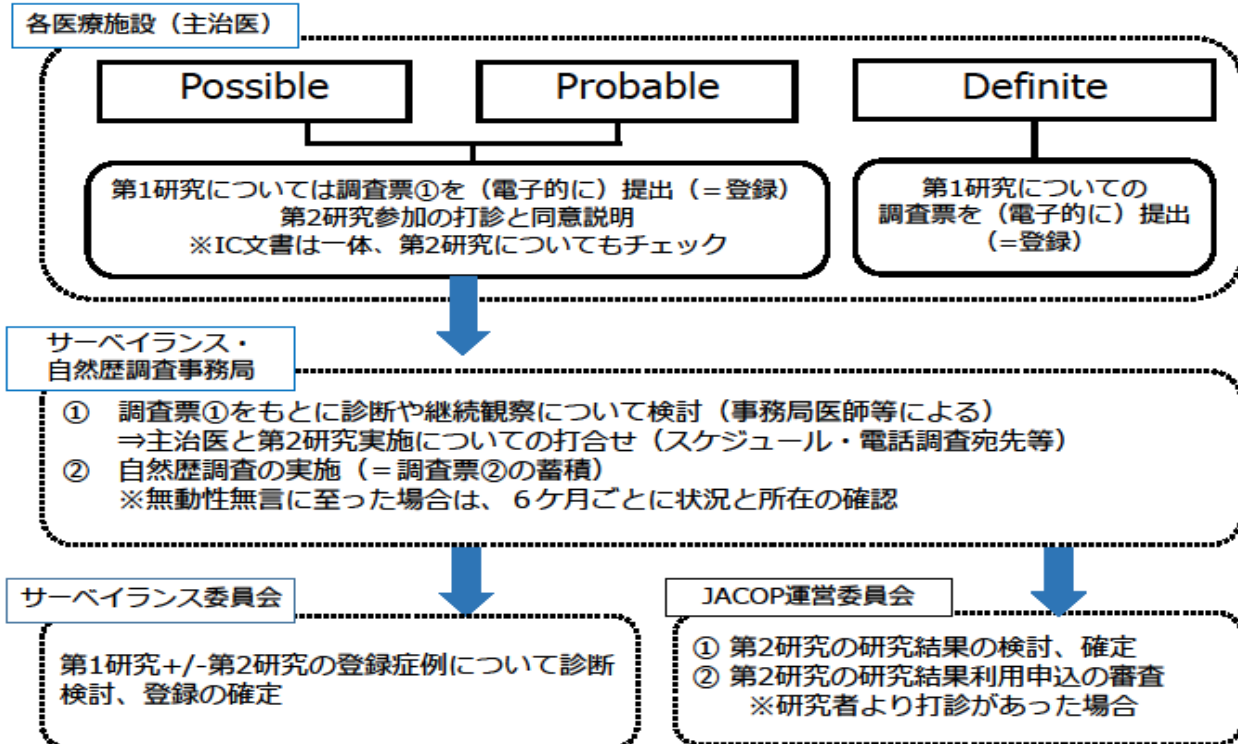 各医療施設（主治医）
Possible
Probable
Definite
第1研究については調査票①を（電子的に）提出（＝登録）
第2研究参加の打診と同意説明
※IC文書は一体、第2研究についてもチェック
第1研究についての
調査票を（電子的に）提出
（=登録）
サーベイランス・
自然歴調査事務局
①　調査票①をもとに診断や継続観察について検討（事務局医師等による）
⇒主治医と第2研究実施についての打合せ（スケジュール・電話調査宛先等）
②　自然歴調査の実施（＝調査票②の蓄積）
※無動性無言に至った場合は、６ケ月ごとに状況と所在の確認
サーベイランス委員会
第1研究+/-第2研究の登録症例について診断
検討、登録の確定
JACOP運営委員会
① 第2研究の研究結果の検討、確定
② 第2研究の研究結果利用申込の審査
※研究者より打診があった場合